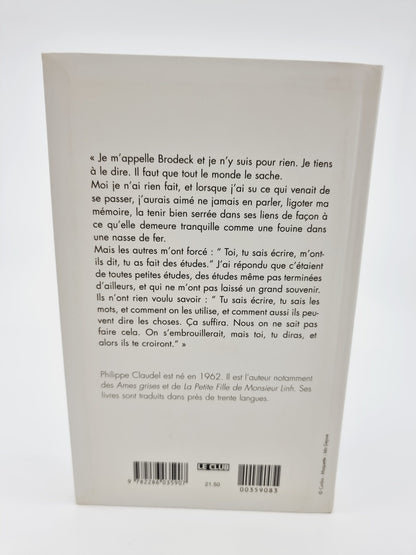 « Je m'appelle Brodeck et je n'y suis pour rien. Je tiens
à le dire. Il faut que tout le monde le sache.
Moi je n'ai rien fait, et lorsque j'ai su ce qui venait de
se passer, j'aurais aimé ne jamais en parler, ligoter ma
mémoire, la tenir bien serrée dans ses liens de façon à
ce qu'elle demeure tranquille comme une fouine dans
une nasse de fer.
Mais les autres m'ont forcé : " Toi, tu sais écrire, m'ont-
ils dit, tu as fait des études." J'ai répondu que c'étaient
de toutes petites études, des études même pas terminées
d'ailleurs, et qui ne m'ont pas laissé un grand souvenir.
Ils n'ont rien voulu savoir : " Tu sais écrire, tu sais les
mots, et comment on les utilise, et comment aussi ils peu-
vent dire les choses. Ça suffira. Nous on ne sait pas
faire cela. On s'embrouillerait, mais toi, tu diras, et
alors ils te croiront." »
Philippe Claudel est né en 1962. Il est l'auteur notamment
des Ames grises et de La Petite Fille de Monsieur Linh. Ses
livres sont traduits dans près de trente langues.
9 782286 035907
LE CLUB
21.50
00359083